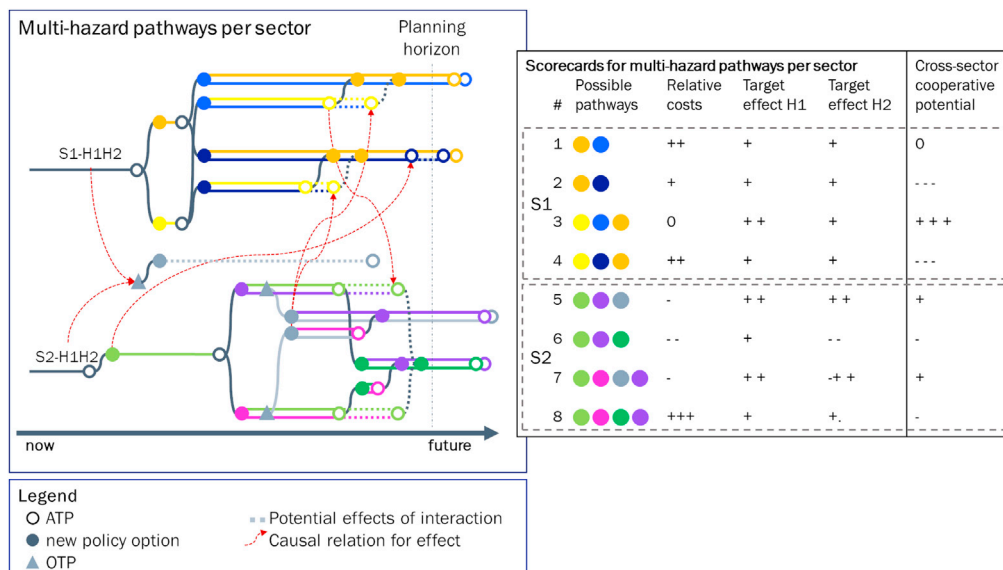 Multi-hazard pathways per sector
Planning
horizon
S1-H1H2
S2-H1H2
now
future
Legend
ATP
new policy option
OTP
Potential effects of interaction
Causal relation for effect
Scorecards for multi-hazard pathways per sector
Cross-sector
cooperative
potential
# Possible pathways Relative costs Target effect H1 Target effect H2
S1
1 ++ + + 0
2 + + + ---
3 0 ++ + +++
4 ++ + + ---
S2
5 - ++ ++ +
6 -- + -- -
7 - ++ -++ +
8 +++ + +. -